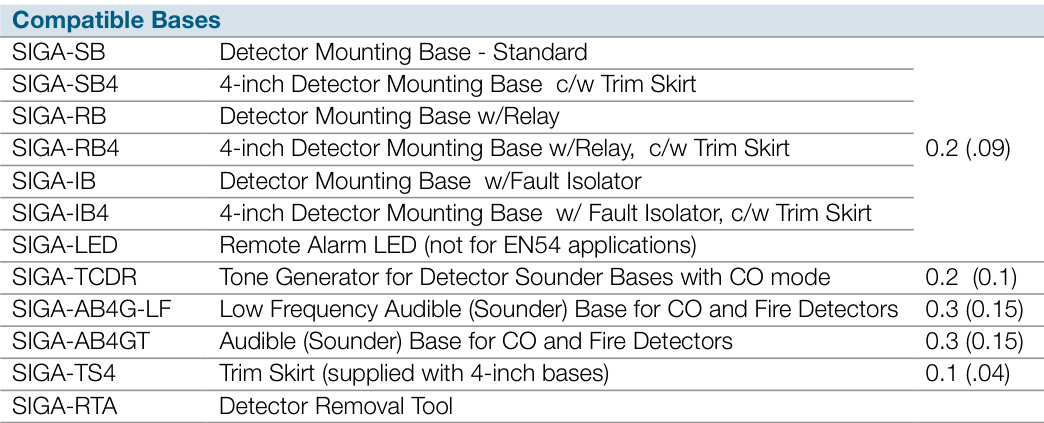 Compatible Bases
SIGA-SB Detector Mounting Base - Standard
SIGA-SB4 4-inch Detector Mounting Base c/w Trim Skirt
SIGA-RB Detector Mounting Base w/Relay
SIGA-RB4 4-inch Detector Mounting Base w/Relay, c/w Trim Skirt 0.2 (.09)
SIGA-IB Detector Mounting Base w/Fault Isolator
SIGA-IB4 4-inch Detector Mounting Base w/ Fault Isolator, c/w Trim Skirt
SIGA-LED Remote Alarm LED (not for EN54 applications)
SIGA-TCDR Tone Generator for Detector Sounder Bases with CO mode 0.2 (0.1)
SIGA-AB4G-LF Low Frequency Audible (Sounder) Base for CO and Fire Detectors 0.3 (0.15)
SIGA-AB4GT Audible (Sounder) Base for CO and Fire Detectors 0.3 (0.15)
SIGA-TS4 Trim Skirt (supplied with 4-inch bases) 0.1 (.04)
SIGA-RTA Detector Removal Tool